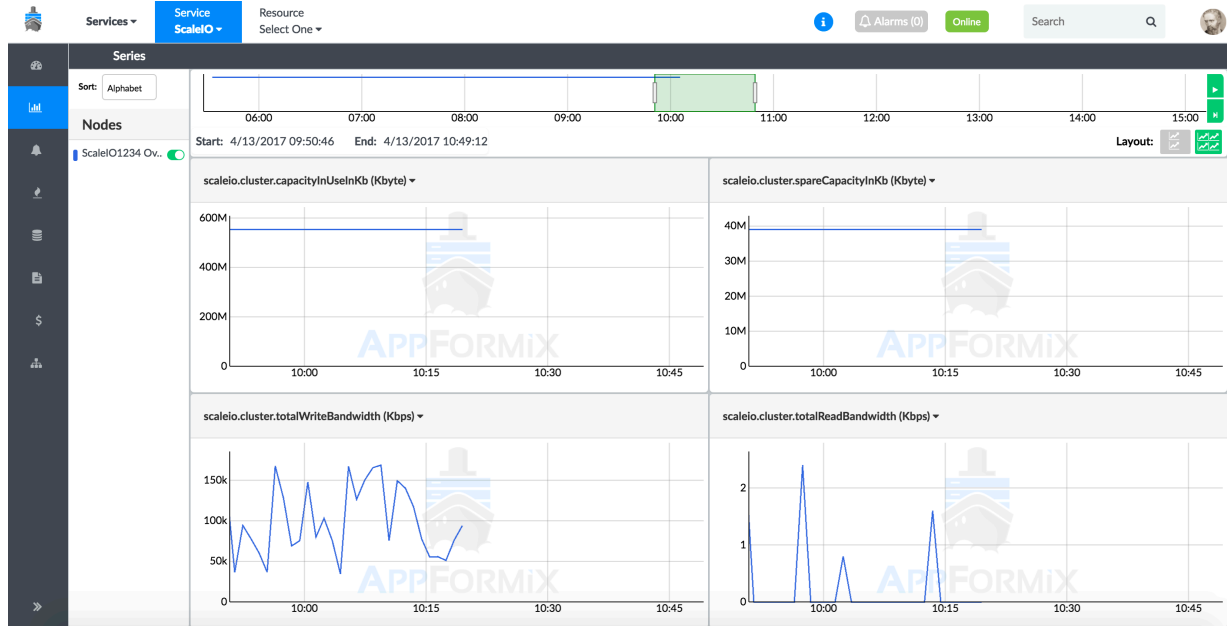 Services
Service
ScaleIO
Resource
Select One
i
Alarms (0)
Online
Search
Series
Sort: Alphabet
Nodes
ScaleIO1234 Ov..
06:00 07:00 08:00 09:00 10:00 11:00 12:00 13:00 14:00 15:00
Start: 4/13/2017 09:50:46 End: 4/13/2017 10:49:12
Layout:
scaleio.cluster.capacityInUseInKb (Kbyte)
600M
400M
200M
0
10:00 10:15 10:30 10:45
APPFORMiX
scaleio.cluster.spareCapacityInKb (Kbyte)
40M
30M
20M
10M
0
10:00 10:15 10:30 10:45
APPFORMiX
scaleio.cluster.totalWriteBandwidth (Kbps)
150k
100k
50k
0
10:00 10:15 10:30 10:45
APPFORMiX
scaleio.cluster.totalReadBandwidth (Kbps)
2
1
0
10:00 10:15 10:30 10:45
APPFORMiX
$